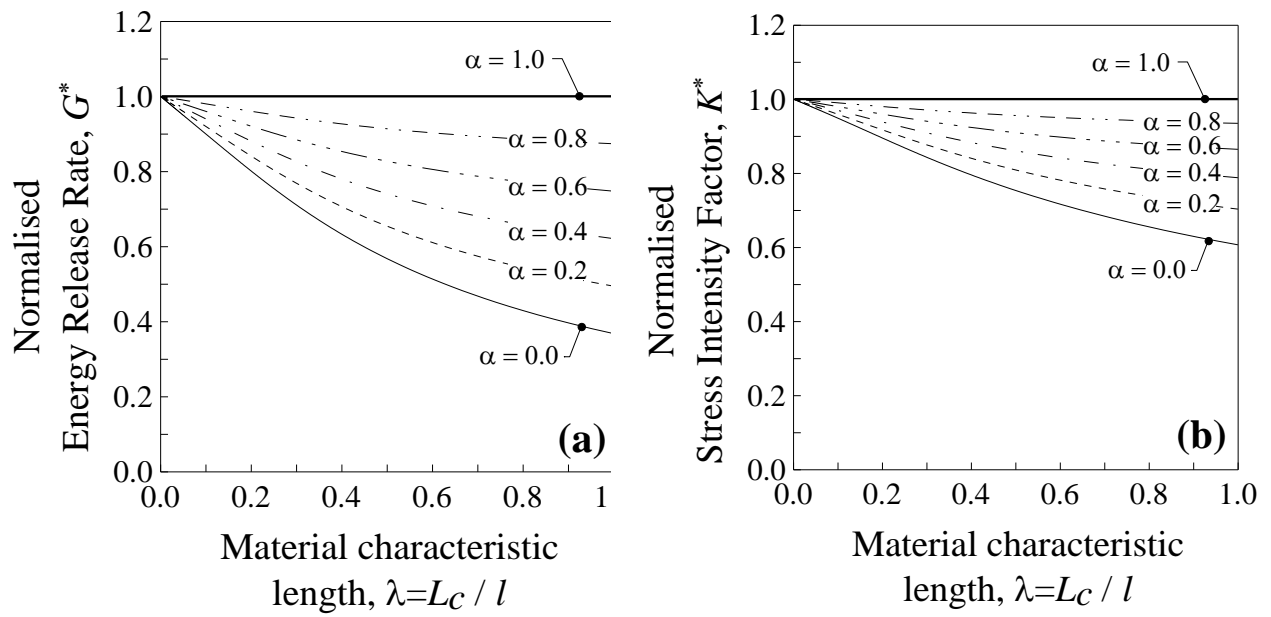 Normalised
Energy Release Rate, G*
1.2
1.0
0.8
0.6
0.4
0.2
0.0
α = 1.0
α = 0.8
α = 0.6
α = 0.4
α = 0.2
α = 0.0
(a)
0.0 0.2 0.4 0.6 0.8 1
Material characteristic
length, λ=Lc / l
Normalised
Stress Intensity Factor, K*
1.2
1.0
0.8
0.6
0.4
0.2
0.0
α = 1.0
α = 0.8
α = 0.6
α = 0.4
α = 0.2
α = 0.0
(b)
0.0 0.2 0.4 0.6 0.8 1.0
Material characteristic
length, λ=Lc / l